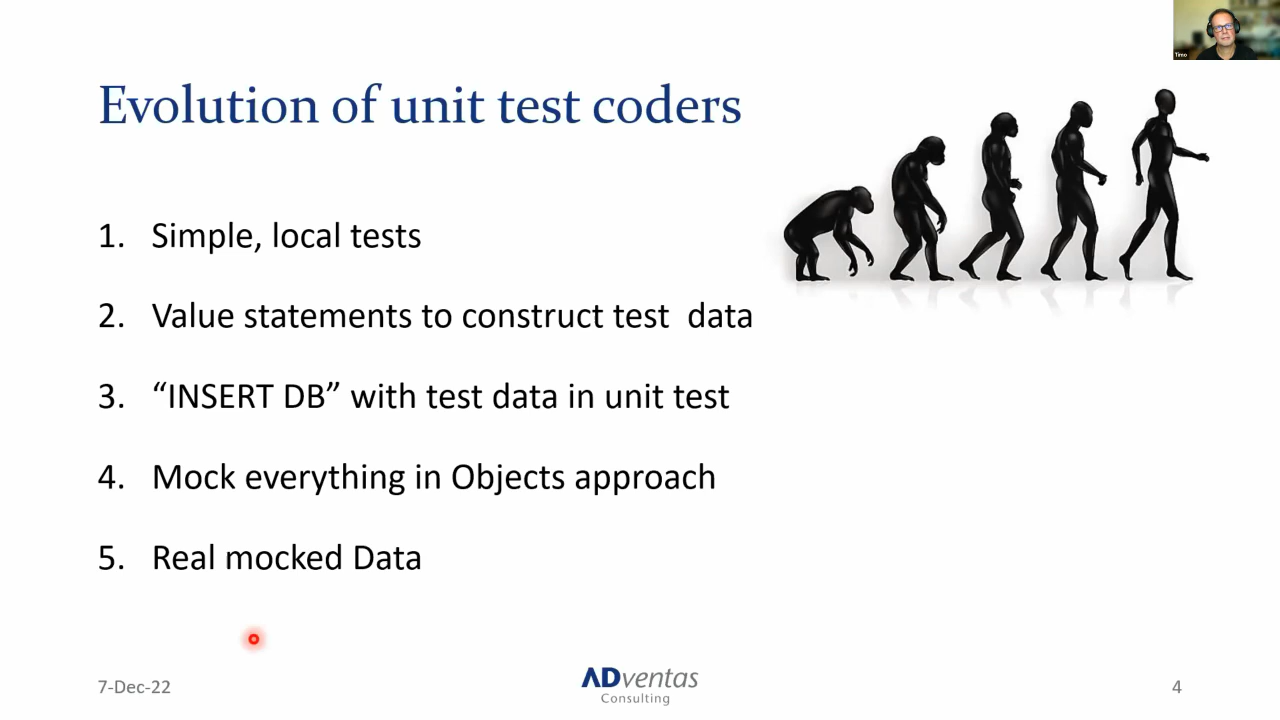 Timo
Evolution of unit test coders
1. Simple, local tests
2. Value statements to construct test  data
3. “INSERT DB” with test data in unit test
4. Mock everything in Objects approach
5. Real mocked Data
7-Dec-22
ADventas
Consulting
4